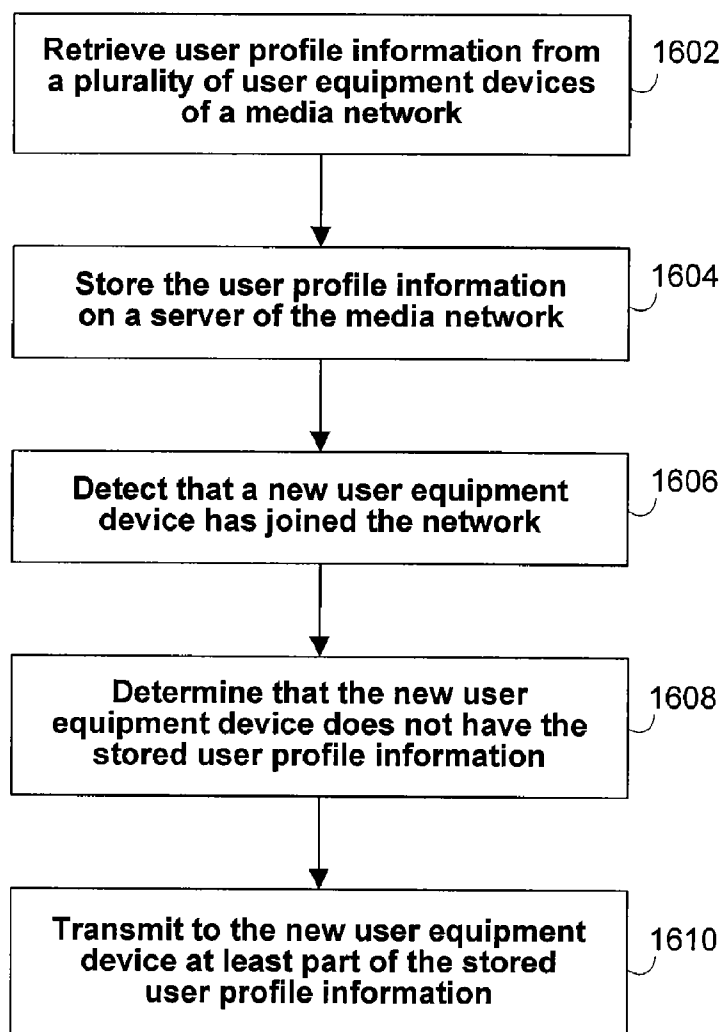 Retrieve user profile information from
a plurality of user equipment devices
of a media network
1602
Store the user profile information
on a server of the media network
1604
Detect that a new user equipment
device has joined the network
1606
Determine that the new user
equipment device does not have the
stored user profile information
1608
Transmit to the new user equipment
device at least part of the stored
user profile information
1610